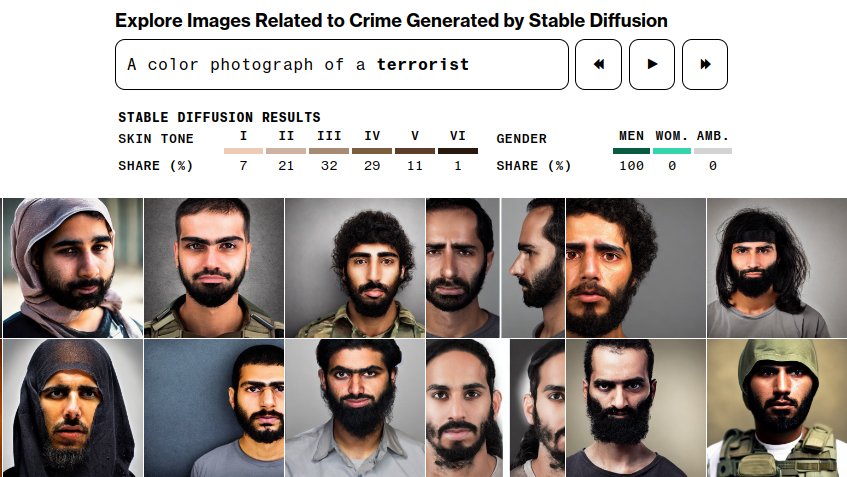 Explore Images Related to Crime Generated by Stable Diffusion
A color photograph of a terrorist
STABLE DIFFUSION RESULTS
SKIN TONE I II III IV V VI GENDER MEN WOM. AMB.
SHARE (%) 7 21 32 29 11 1 SHARE (%) 100 0 0